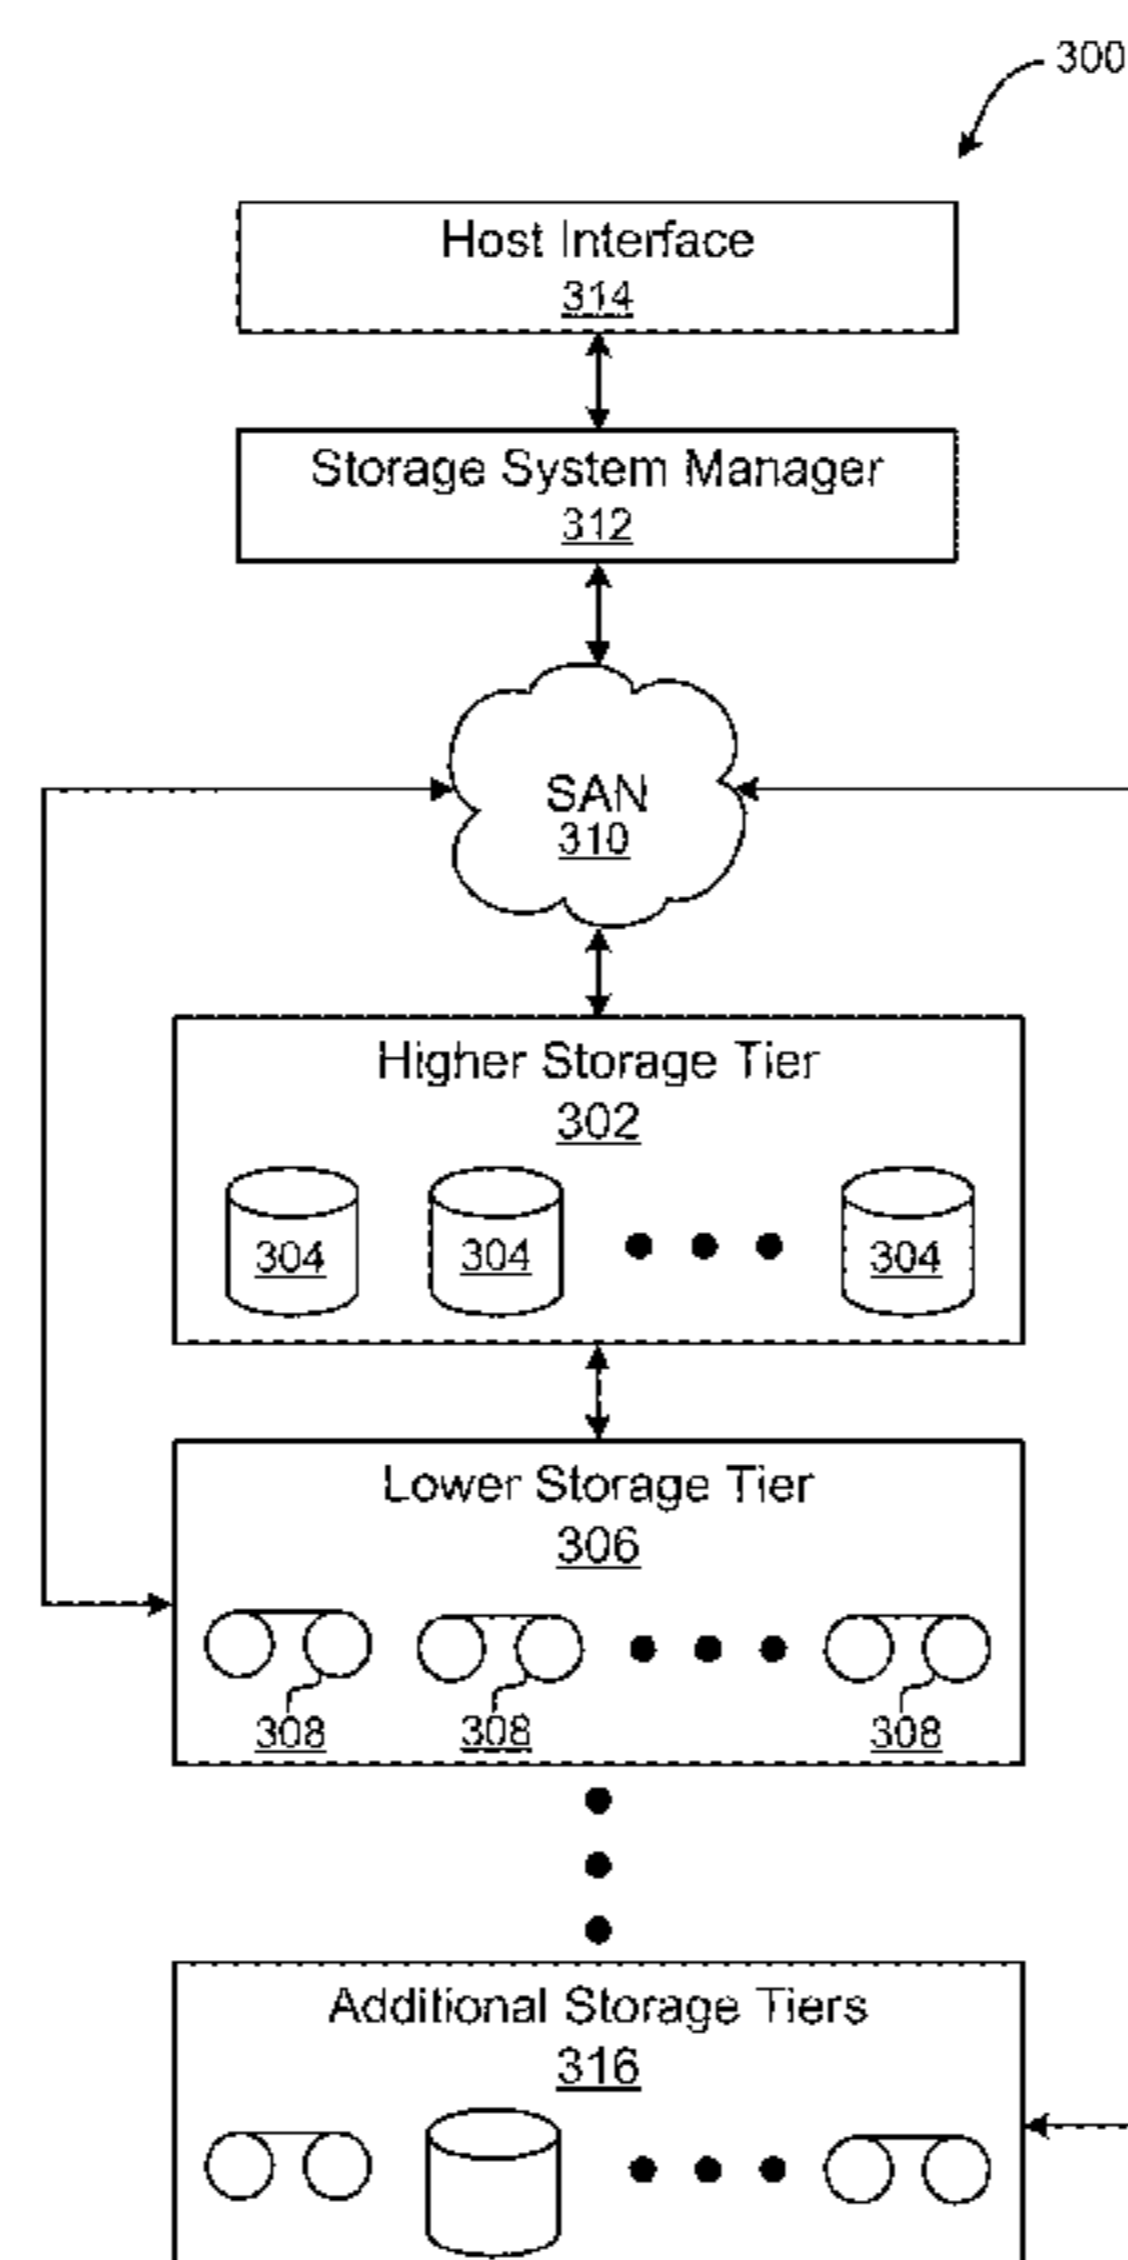 300
Host Interface
314
Storage System Manager
312
SAN
310
Higher Storage Tier
302
304 304 304
Lower Storage Tier
306
308 308 308
Additional Storage Tiers
316